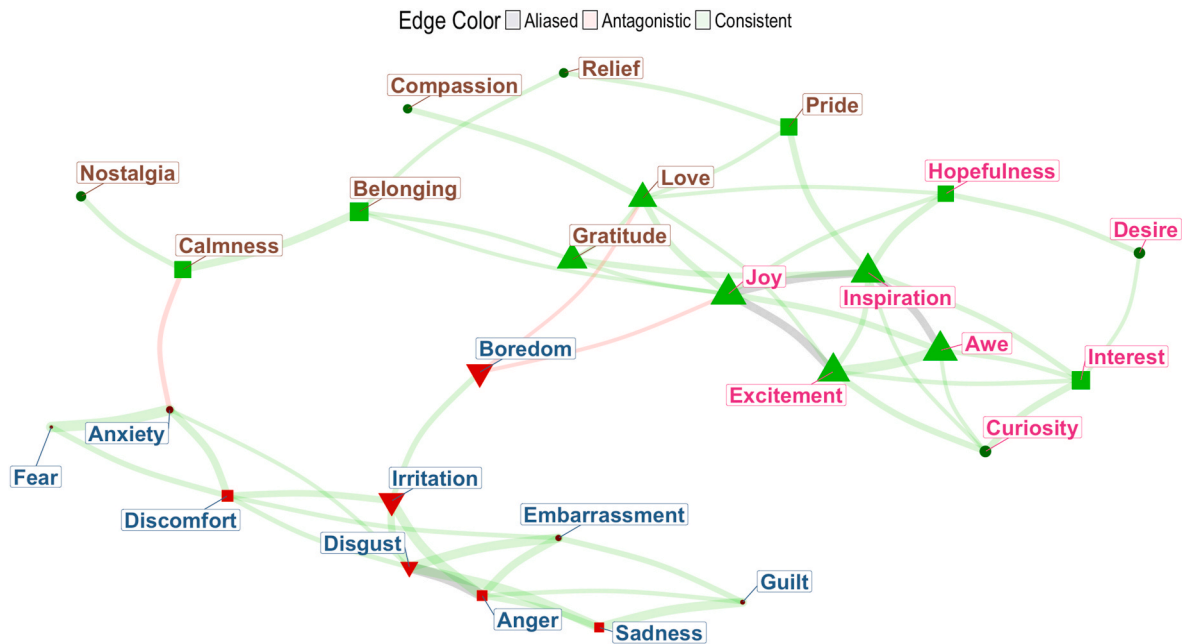 Edge Color Aliased Antagonistic Consistent
Relief
Compassion
Pride
Nostalgia
Love
Hopefulness
Belonging
Desire
Gratitude
Calmness
Joy
Inspiration
Awe
Boredom
Interest
Excitement
Curiosity
Anxiety
Fear
Irritation
Discomfort
Embarrassment
Disgust
Guilt
Anger
Sadness